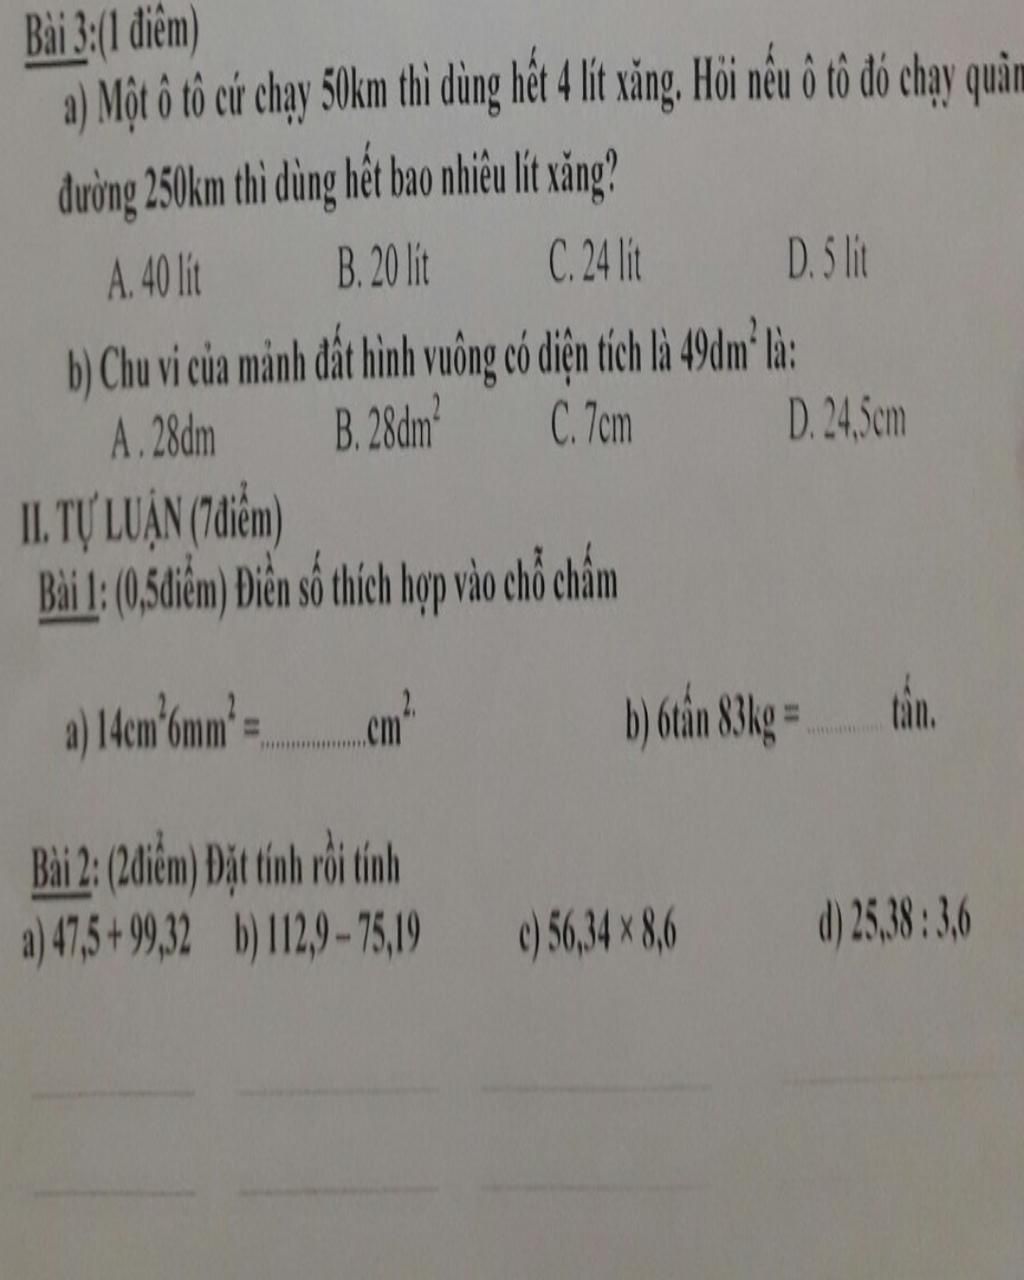 Bài 3:(1 điểm)
a) Một ô tô cứ chạy 50km thì dùng hết 4 lít xăng. Hỏi nếu ô tô đó chạy quãn
đường 250km thì dùng hết bao nhiêu lít xăng?
A. 40 lít B. 20 lít C. 24 lít D. 5 lít
b) Chu vi của mảnh đất hình vuông có diện tích là 49dm² là:
A . 28dm B. 28dm² C. 7cm D. 24,5cm
II. TỰ LUẬN (7điểm)
Bài 1: (0,5điểm) Điền số thích hợp vào chỗ chấm
a) 14cm²6mm² = ...................cm². b) 6tấn 83kg = .............. tấn.
Bài 2: (2điểm) Đặt tính rồi tính
a) 47,5 + 99,32 b) 112,9 – 75,19 c) 56,34 × 8,6 d) 25,38 : 3,6